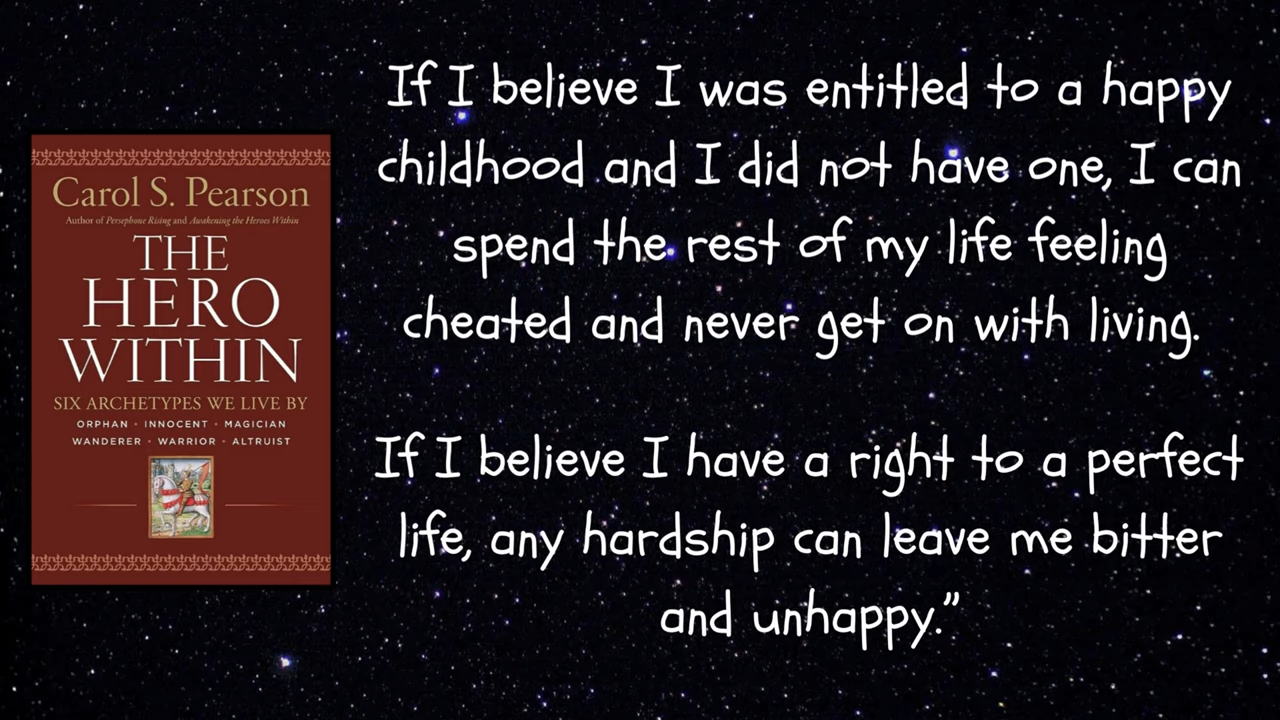 Carol S. Pearson
Author of Persephone Rising and Awakening the Heroes Within
THE
HERO
WITHIN
SIX ARCHETYPES WE LIVE BY
ORPHAN • INNOCENT • MAGICIAN
WANDERER • WARRIOR • ALTRUIST
If I believe I was entitled to a happy
childhood and I did not have one, I can
spend the rest of my life feeling
cheated and never get on with living.
If I believe I have a right to a perfect
life, any hardship can leave me bitter
and unhappy.”